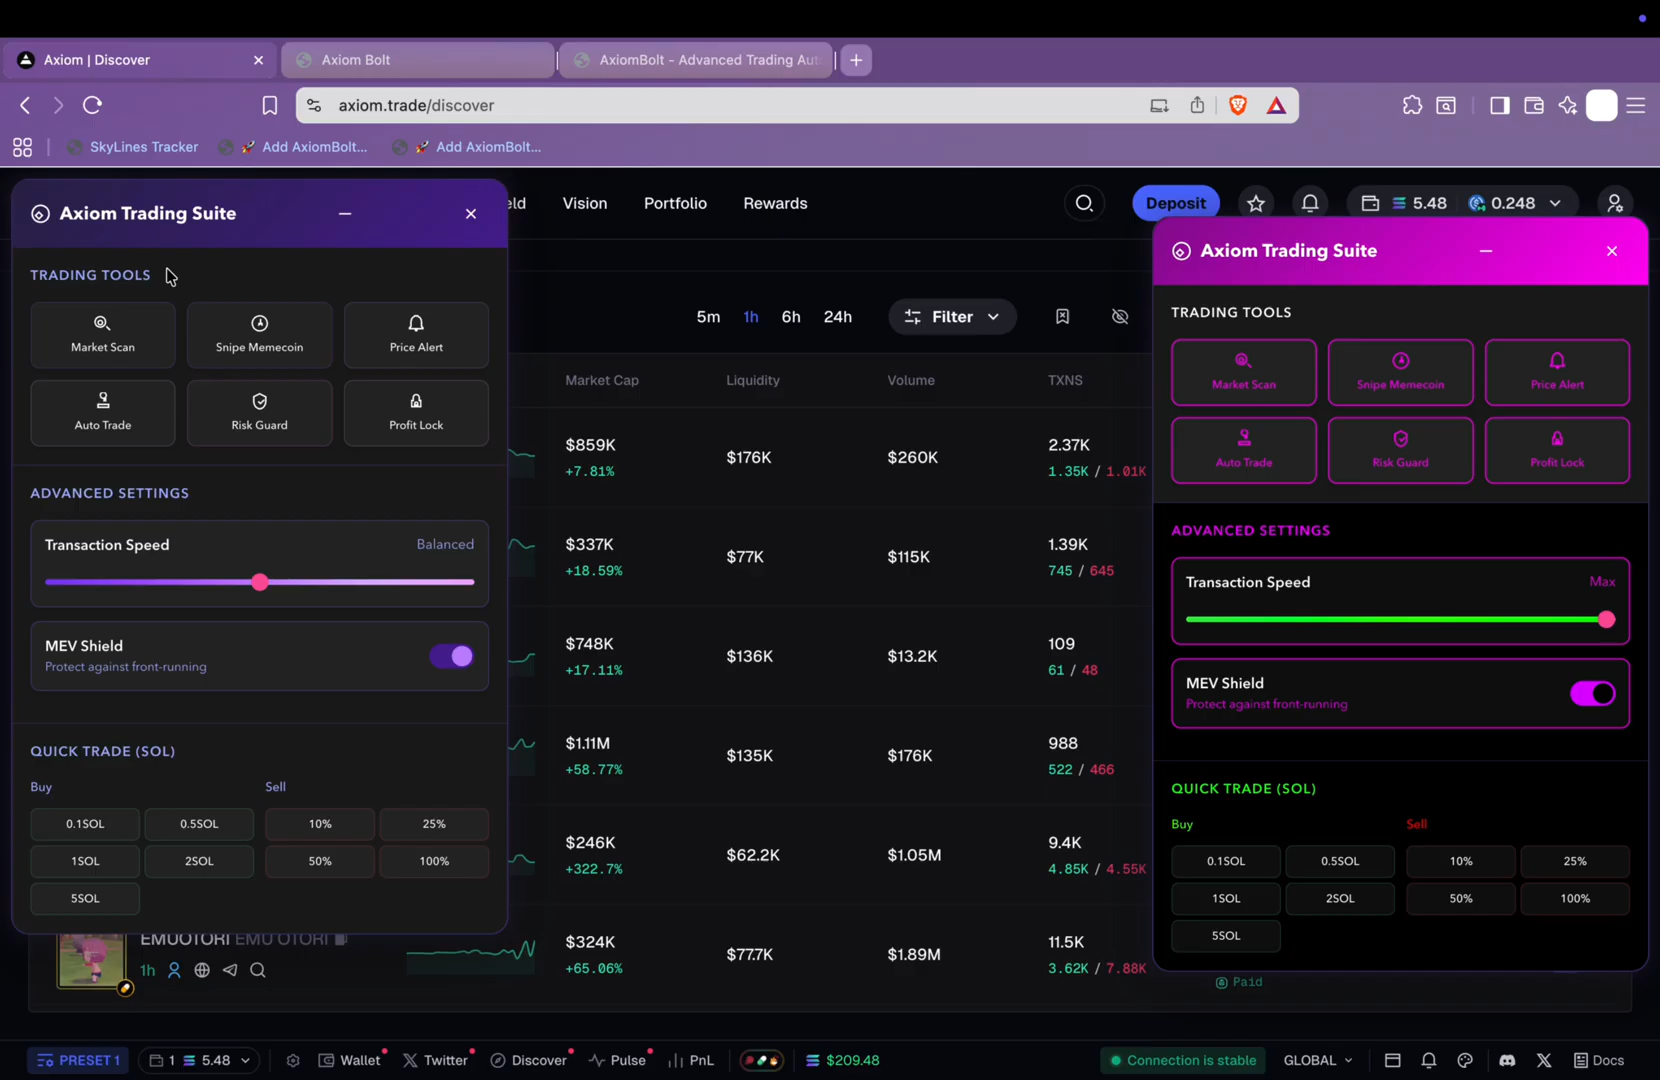 Axiom | Discover
Axiom Bolt
AxiomBolt - Advanced Trading Aut
axiom.trade/discover
SkyLines Tracker
🚀 Add AxiomBolt...
🚀 Add AxiomBolt...
Vision
Portfolio
Rewards
Deposit
5.48
0.248
5m
1h
6h
24h
Filter
Market Cap
Liquidity
Volume
TXNS
$859K
+7.81%
$176K
$260K
2.37K
1.35K / 1.01K
$337K
+18.59%
$77K
$115K
1.39K
745 / 645
$748K
+17.11%
$136K
$13.2K
109
61 / 48
$1.11M
+58.77%
$135K
$176K
988
522 / 466
$246K
+322.7%
$62.2K
$1.05M
9.4K
4.85K / 4.55K
EMUOTORI EMU OTORI
1h
$324K
+65.06%
$77.7K
$1.89M
11.5K
3.62K / 7.88K
Paid
Axiom Trading Suite
TRADING TOOLS
Market Scan
Snipe Memecoin
Price Alert
Auto Trade
Risk Guard
Profit Lock
ADVANCED SETTINGS
Transaction Speed
Balanced
MEV Shield
Protect against front-running
QUICK TRADE (SOL)
Buy
Sell
0.1SOL
0.5SOL
10%
25%
1SOL
2SOL
50%
100%
5SOL
Axiom Trading Suite
TRADING TOOLS
Market Scan
Snipe Memecoin
Price Alert
Auto Trade
Risk Guard
Profit Lock
ADVANCED SETTINGS
Transaction Speed
Max
MEV Shield
Protect against front-running
QUICK TRADE (SOL)
Buy
Sell
0.1SOL
0.5SOL
10%
25%
1SOL
2SOL
50%
100%
5SOL
PRESET 1
1
5.48
Wallet
Twitter
Discover
Pulse
PnL
$209.48
Connection is stable
GLOBAL
Docs